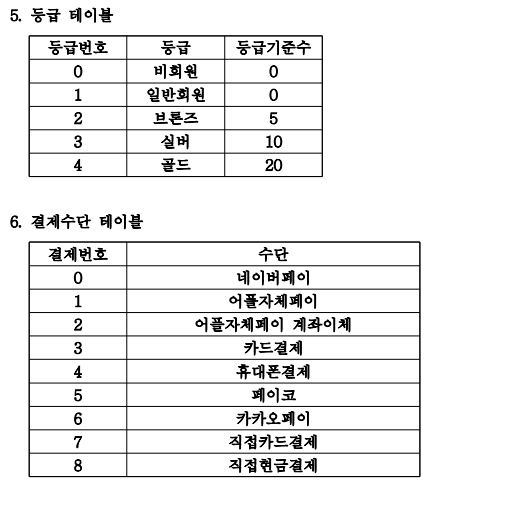 5. 등급 테이블
등급번호 등급 등급기준수
0 비회원 0
1 일반회원 0
2 브론즈 5
3 실버 10
4 골드 20
6. 결제수단 테이블
결제번호 수단
0 네이버페이
1 어플자체페이
2 어플자체페이 계좌이체
3 카드결제
4 휴대폰결제
5 페이코
6 카카오페이
7 직접카드결제
8 직접현금결제